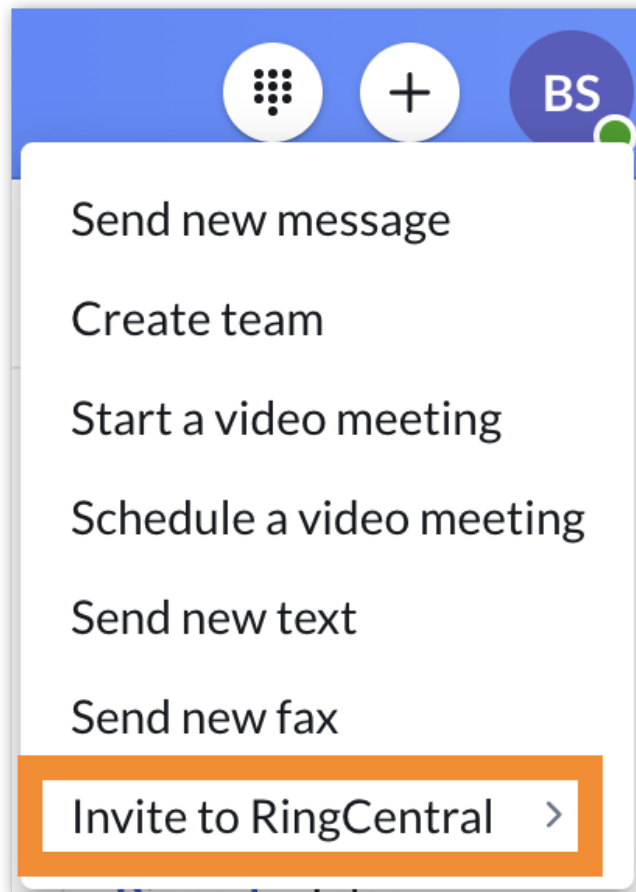 BS
Send new message
Create team
Start a video meeting
Schedule a video meeting
Send new text
Send new fax
Invite to RingCentral